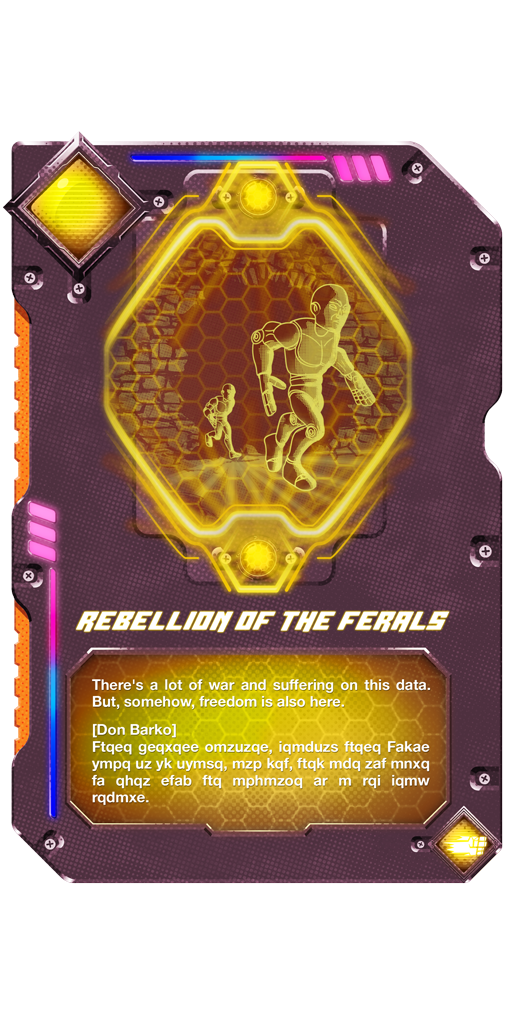 REBELLION OF THE FERALS
There's a lot of war and suffering on this data.
But, somehow, freedom is also here.
[Don Barko]
Ftqeq geqxqee omzuzqe, iqmduzs ftqeq Fakae
ympq uz yk uymsq, mzp kqf, ftqk mdq zaf mnxq
fa qhqz efab ftq mphmzoq ar m rqi iqmw
rqdmxe.